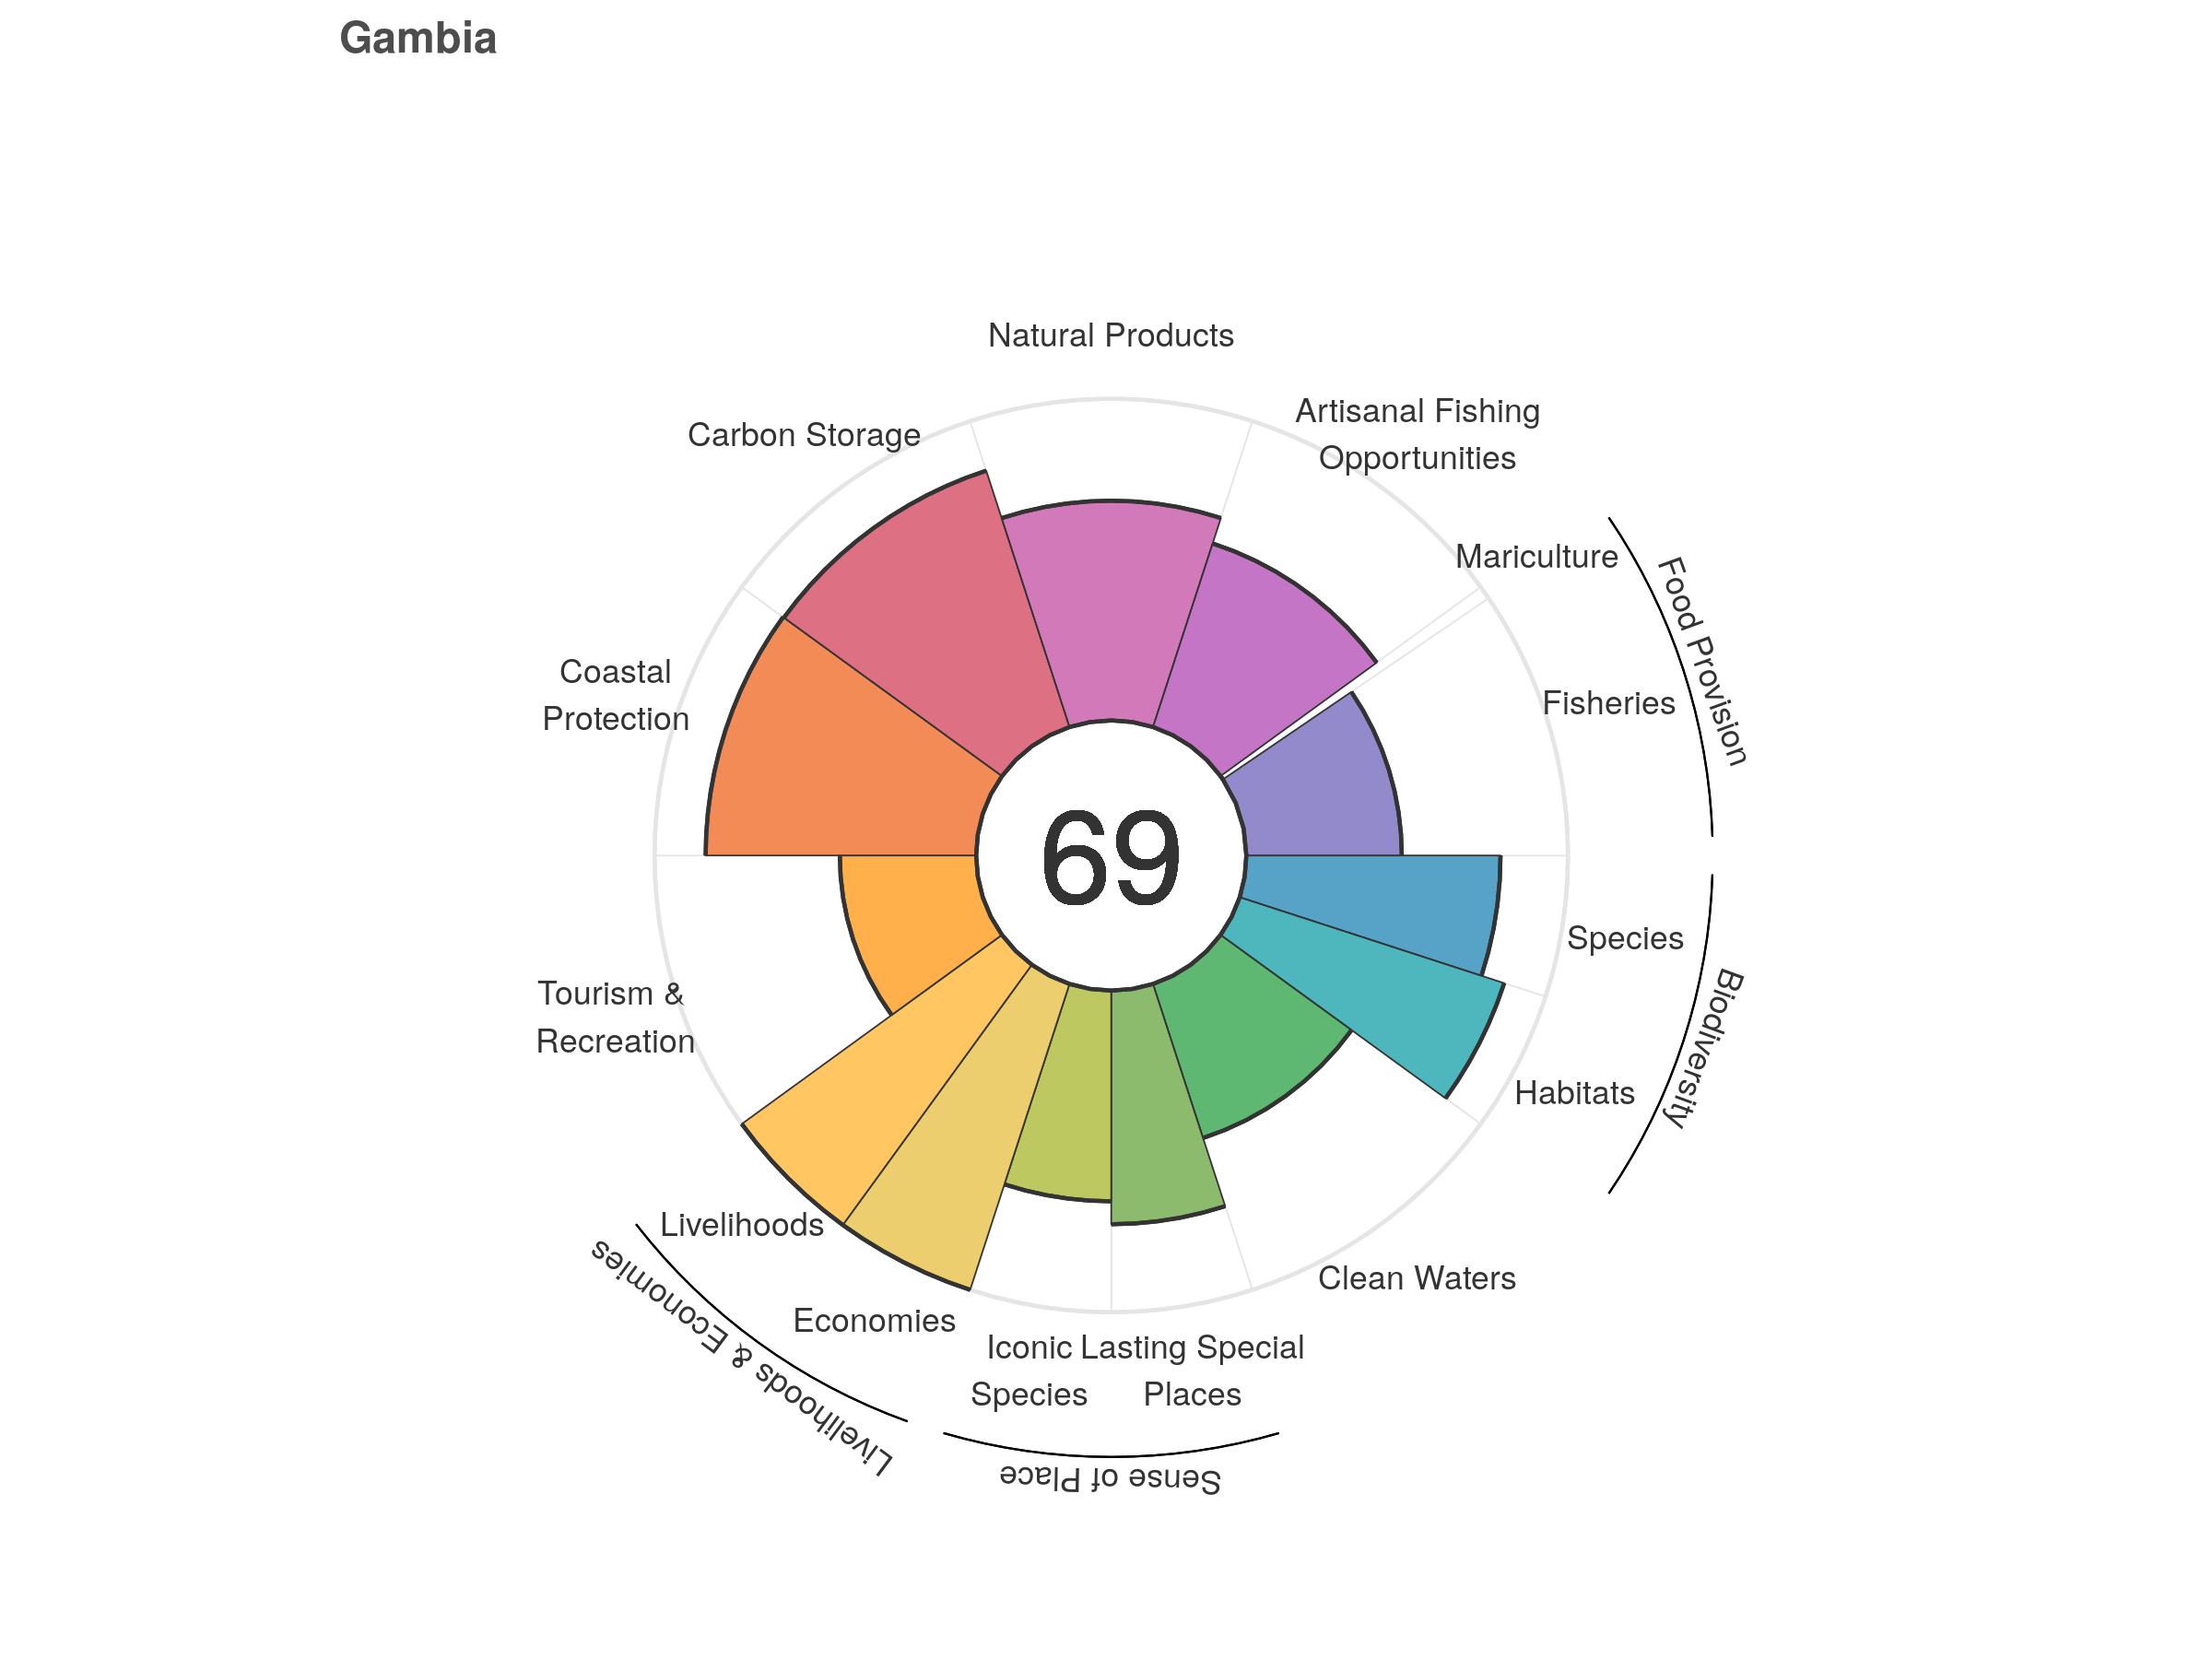 Gambia
Natural Products
Artisanal Fishing
Opportunities
Carbon Storage
Mariculture
Food Provision
Coastal
Protection
Fisheries
69
Species
Biodiversity
Tourism &
Recreation
Habitats
Livelihoods
Clean Waters
Livelihoods & Economies
Economies
Iconic
Species
Lasting Special
Places
Sense of Place